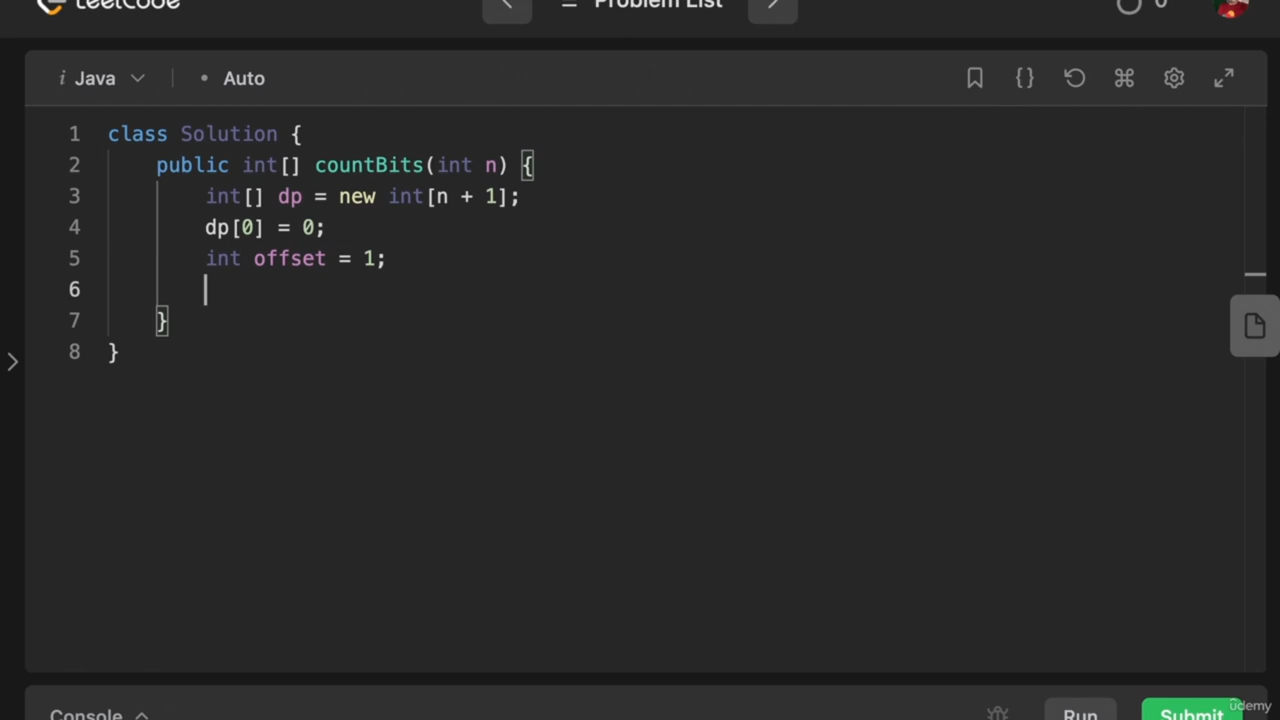 LeetCode
Problem List
0
Java
Auto
1 class Solution {
2 public int[] countBits(int n) {
3 int[] dp = new int[n + 1];
4 dp[0] = 0;
5 int offset = 1;
6
7 }
8 }
Console
Run
Submit
udemy